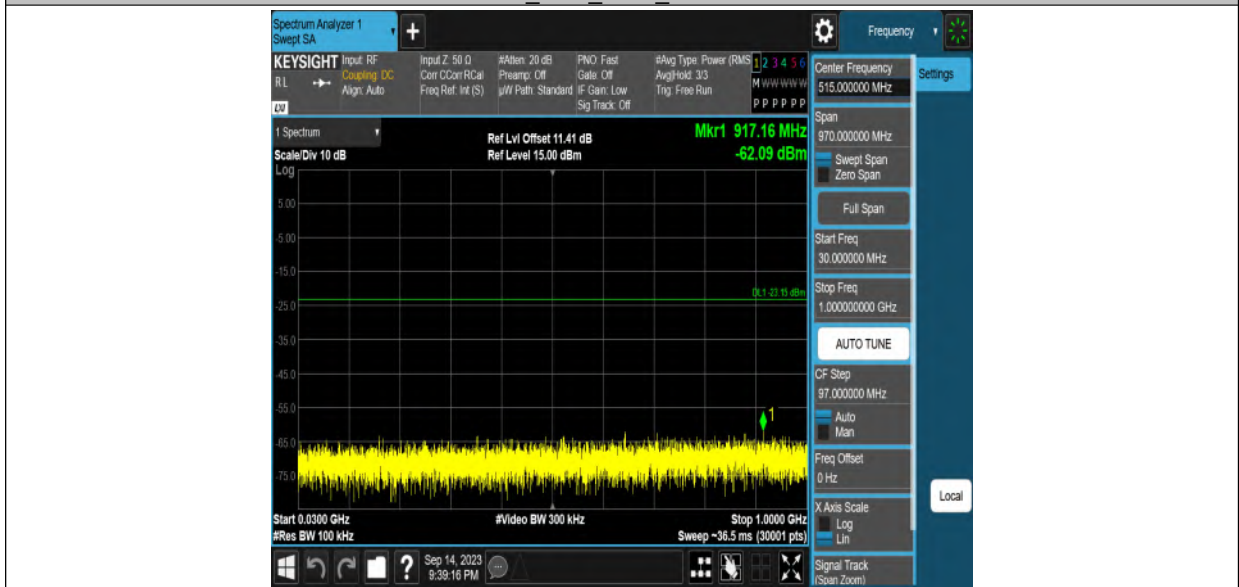 Spectrum Analyzer 1
Swept SA
Frequency
KEYSIGHT
RL
LXI
Input: RF
Coupling: DC
Align: Auto
Input Z: 50 Ω
Corr CCorr RCal
Freq Ref: Int (S)
#Atten: 20 dB
Preamp: Off
µW Path: Standard
PNO: Fast
Gate: Off
IF Gain: Low
Sig Track: Off
#Avg Type: Power (RMS
Avg|Hold: 3/3
Trig: Free Run
1 2 3 4 5 6
M W W W W W
P P P P P P
1 Spectrum
Scale/Div 10 dB
Log
Ref Lvl Offset 11.41 dB
Ref Level 15.00 dBm
Mkr1 917.16 MHz
-62.09 dBm
5.00
-5.00
-15.0
-25.0
-35.0
-45.0
-55.0
-65.0
-75.0
DL1 -23.15 dBm
1
Start 0.0300 GHz
#Res BW 100 kHz
#Video BW 300 kHz
Stop 1.0000 GHz
Sweep ~36.5 ms (30001 pts)
Center Frequency
515.000000 MHz
Span
970.000000 MHz
Swept Span
Zero Span
Full Span
Start Freq
30.000000 MHz
Stop Freq
1.000000000 GHz
AUTO TUNE
CF Step
97.000000 MHz
Auto
Man
Freq Offset
0 Hz
X Axis Scale
Log
Lin
Signal Track
(Span Zoom)
Settings
Local
?
Sep 14, 2023
9:39:16 PM